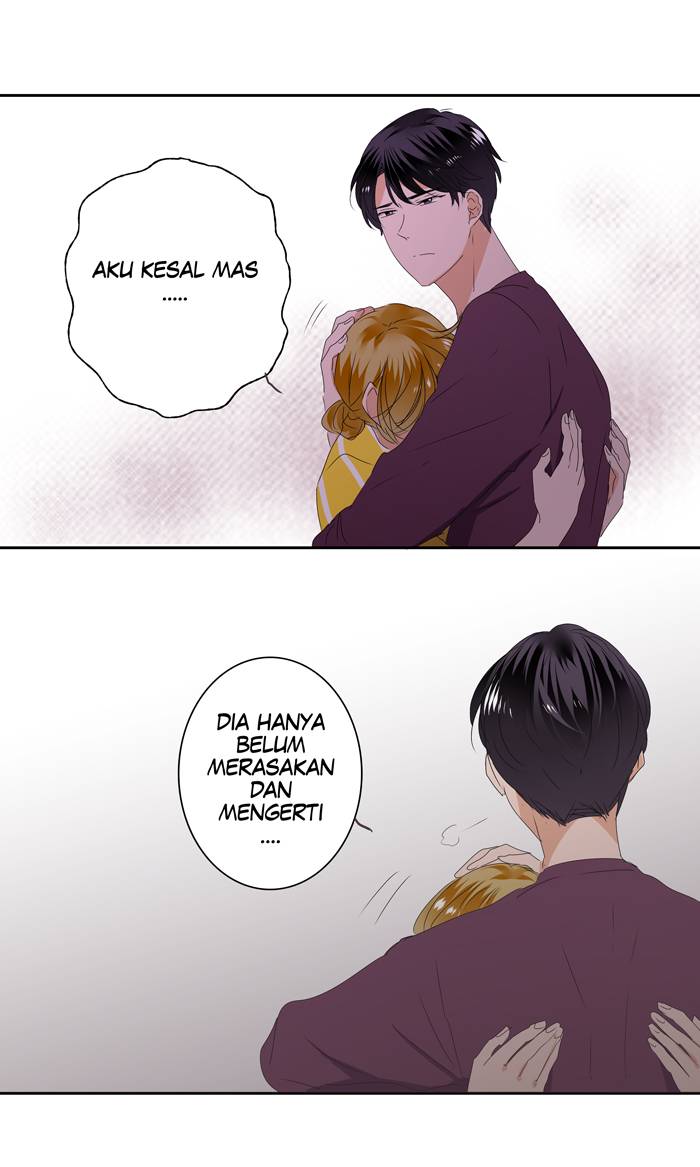 AKU KESAL MAS
.....
DIA HANYA
BELUM
MERASAKAN
DAN
MENGERTI
....